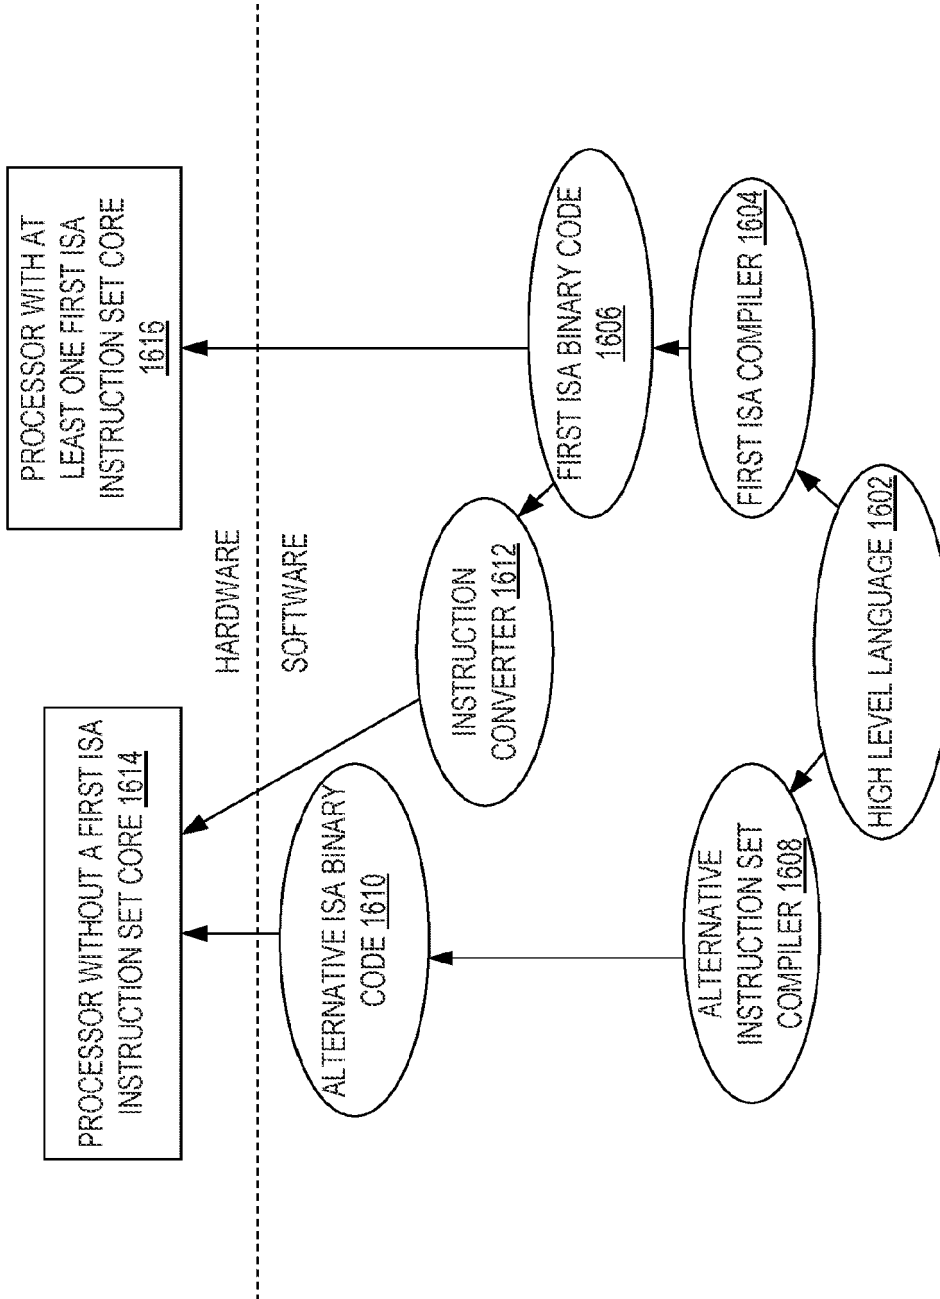 PROCESSOR WITHOUT A FIRST ISA
INSTRUCTION SET CORE 1614
PROCESSOR WITH AT
LEAST ONE FIRST ISA
INSTRUCTION SET CORE
1616
HARDWARE
SOFTWARE
ALTERNATIVE ISA BINARY
CODE 1610
INSTRUCTION
CONVERTER 1612
FIRST ISA BINARY CODE
1606
ALTERNATIVE
INSTRUCTION SET
COMPILER 1608
FIRST ISA COMPILER 1604
HIGH LEVEL LANGUAGE 1602